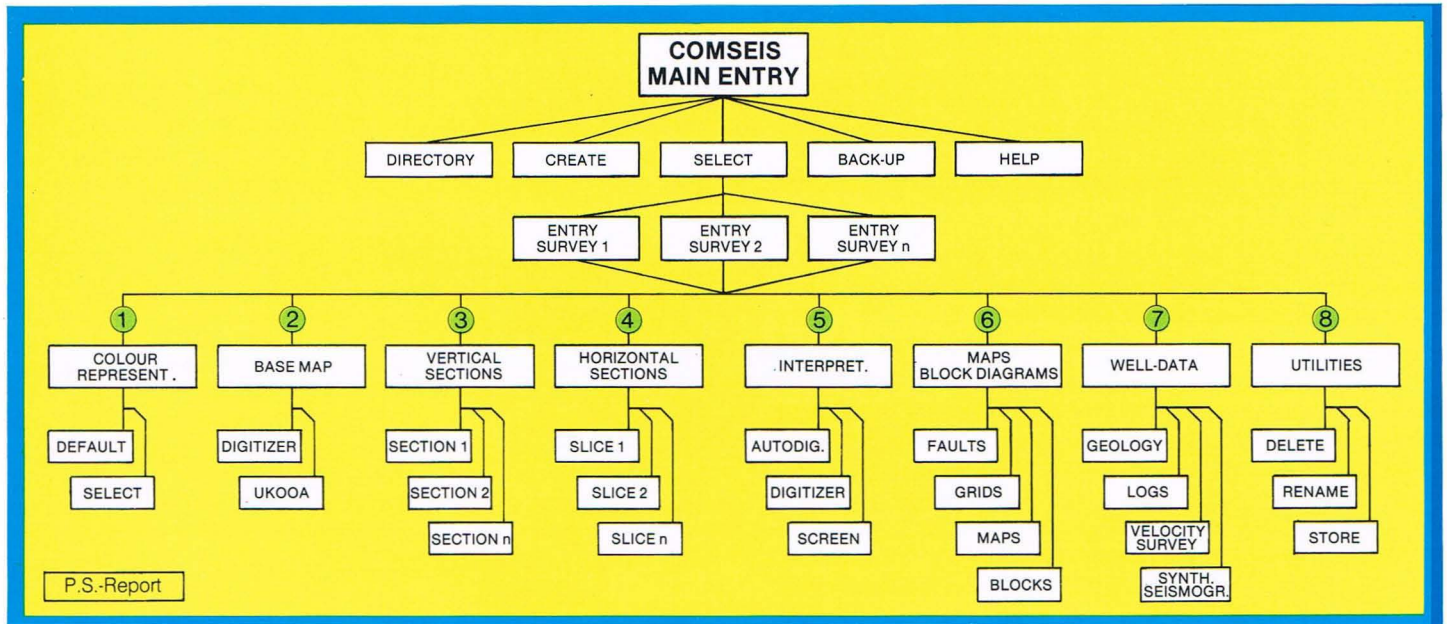 COMSEIS
MAIN ENTRY
DIRECTORY
CREATE
SELECT
BACK-UP
HELP
ENTRY
SURVEY 1
ENTRY
SURVEY 2
ENTRY
SURVEY n
1
2
3
4
5
6
7
8
COLOUR
REPRESENT.
BASE MAP
VERTICAL
SECTIONS
HORIZONTAL
SECTIONS
INTERPRET.
MAPS
BLOCK DIAGRAMS
WELL-DATA
UTILITIES
DEFAULT
SELECT
DIGITIZER
UKOOA
SECTION 1
SECTION 2
SECTION n
SLICE 1
SLICE 2
SLICE n
AUTODIG.
DIGITIZER
SCREEN
FAULTS
GRIDS
MAPS
BLOCKS
GEOLOGY
LOGS
VELOCITY
SURVEY
SYNTH.
SEISMOGR.
DELETE
RENAME
STORE
P.S.-Report